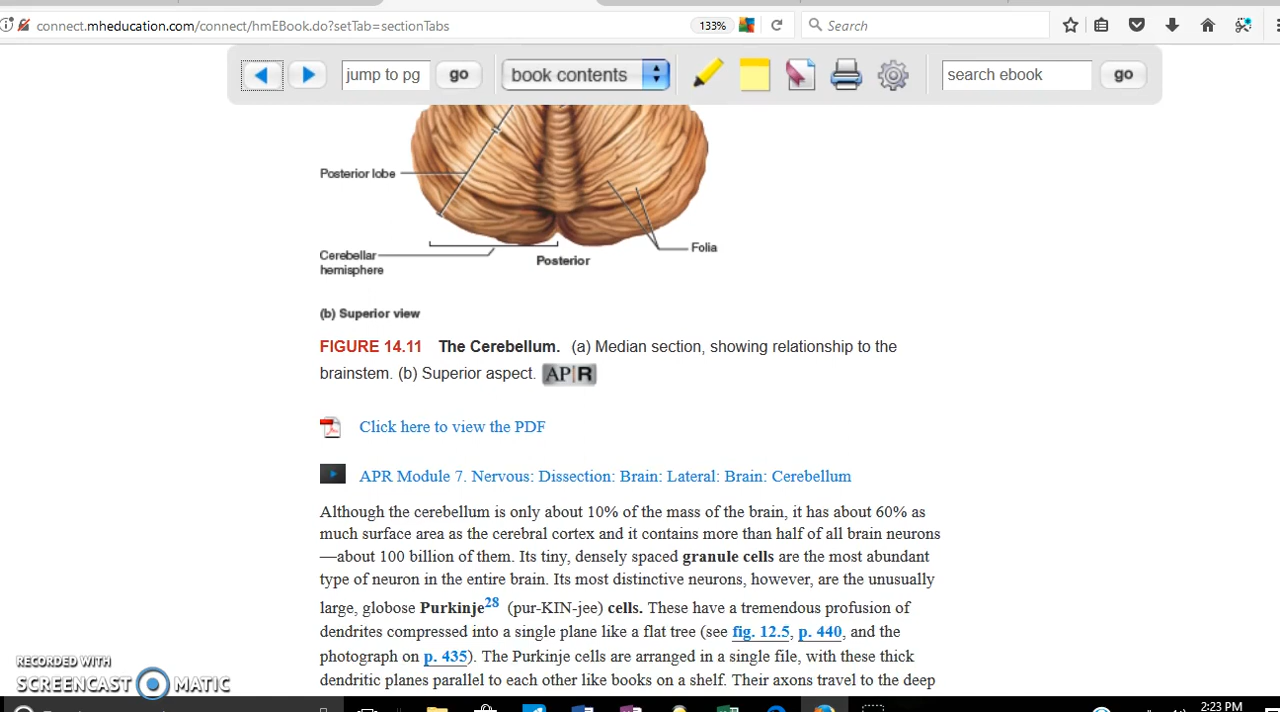 connect.mheducation.com/connect/hmEBook.do?setTab=sectionTabs
133%
Search
jump to pg
go
book contents
search ebook
go
Posterior lobe
Folia
Cerebellar
hemisphere
Posterior
(b) Superior view
FIGURE 14.11 The Cerebellum. (a) Median section, showing relationship to the
brainstem. (b) Superior aspect. AP|R
Click here to view the PDF
APR Module 7. Nervous: Dissection: Brain: Lateral: Brain: Cerebellum
Although the cerebellum is only about 10% of the mass of the brain, it has about 60% as
much surface area as the cerebral cortex and it contains more than half of all brain neurons
—about 100 billion of them. Its tiny, densely spaced granule cells are the most abundant
type of neuron in the entire brain. Its most distinctive neurons, however, are the unusually
large, globose Purkinje28 (pur-KIN-jee) cells. These have a tremendous profusion of
dendrites compressed into a single plane like a flat tree (see fig. 12.5, p. 440, and the
photograph on p. 435). The Purkinje cells are arranged in a single file, with these thick
dendritic planes parallel to each other like books on a shelf. Their axons travel to the deep
RECORDED WITH
SCREENCAST MATIC
2:23 PM